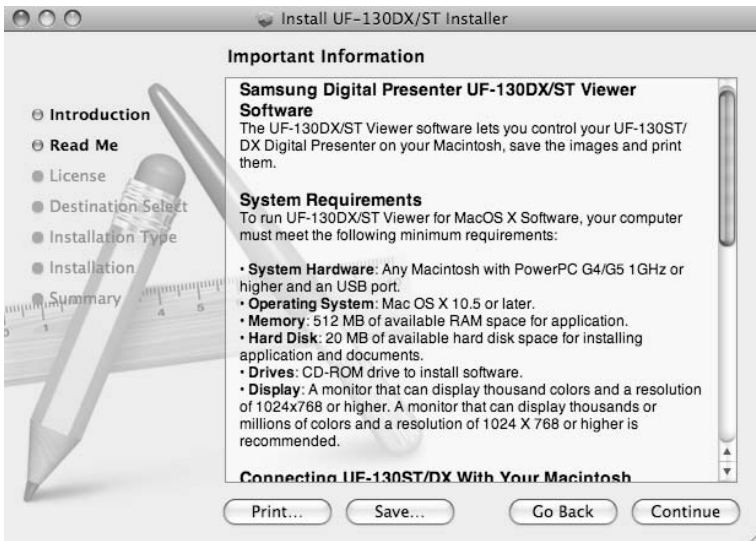 Install UF-130DX/ST Installer
Important Information
Introduction
Read Me
License
Destination Select
Installation Type
Installation
Summary
Samsung Digital Presenter UF-130DX/ST Viewer
Software
The UF-130DX/ST Viewer software lets you control your UF-130ST/
DX Digital Presenter on your Macintosh, save the images and print
them.
System Requirements
To run UF-130DX/ST Viewer for MacOS X Software, your computer
must meet the following minimum requirements:
• System Hardware: Any Macintosh with PowerPC G4/G5 1GHz or
higher and an USB port.
• Operating System: Mac OS X 10.5 or later.
• Memory: 512 MB of available RAM space for application.
• Hard Disk: 20 MB of available hard disk space for installing
application and documents.
• Drives: CD-ROM drive to install software.
• Display: A monitor that can display thousand colors and a resolution
of 1024x768 or higher. A monitor that can display thousands or
millions of colors and a resolution of 1024 X 768 or higher is
recommended.
Connecting UF-130ST/DX With Your Macintosh
Print...
Save...
Go Back
Continue
0 1 4 5